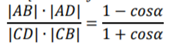 |AB| · |AD| / |CD| · |CB| = 1 − cosα / 1 + cosα